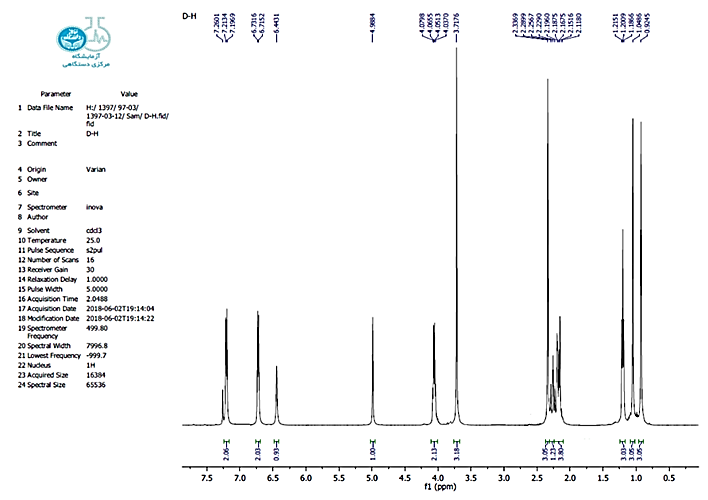 D-H
7.2601
7.2114
7.1969
6.7316
6.7152
6.4431
4.9884
4.0798
4.0655
4.0513
4.0370
3.7176
2.3369
2.2899
2.2567
2.2290
2.1960
2.1875
2.1675
2.1516
2.1180
1.2151
1.2009
1.1866
1.0486
0.9245
آزمایشگاه
مرکزی دستگاهی
Parameter Value
1 Data File Name H:/ 1397/ 97-03/
1397-03-12/ Sam/ D-H.fid/
fid
2 Title D-H
3 Comment
4 Origin Varian
5 Owner
6 Site
7 Spectrometer inova
8 Author
9 Solvent cdcl3
10 Temperature 25.0
11 Pulse Sequence s2pul
12 Number of Scans 16
13 Receiver Gain 30
14 Relaxation Delay 1.0000
15 Pulse Width 5.0000
16 Acquisition Time 2.0488
17 Acquisition Date 2018-06-02T19:14:04
18 Modification Date 2018-06-02T19:14:22
19 Spectrometer 499.80
Frequency
20 Spectral Width 7996.8
21 Lowest Frequency -999.7
22 Nucleus 1H
23 Acquired Size 16384
24 Spectral Size 65536
2.06
2.03
0.93
1.00
2.13
3.18
3.05
1.23
3.80
3.03
3.05
3.05
7.5 7.0 6.5 6.0 5.5 5.0 4.5 4.0 3.5 3.0 2.5 2.0 1.5 1.0 0.5
f1 (ppm)